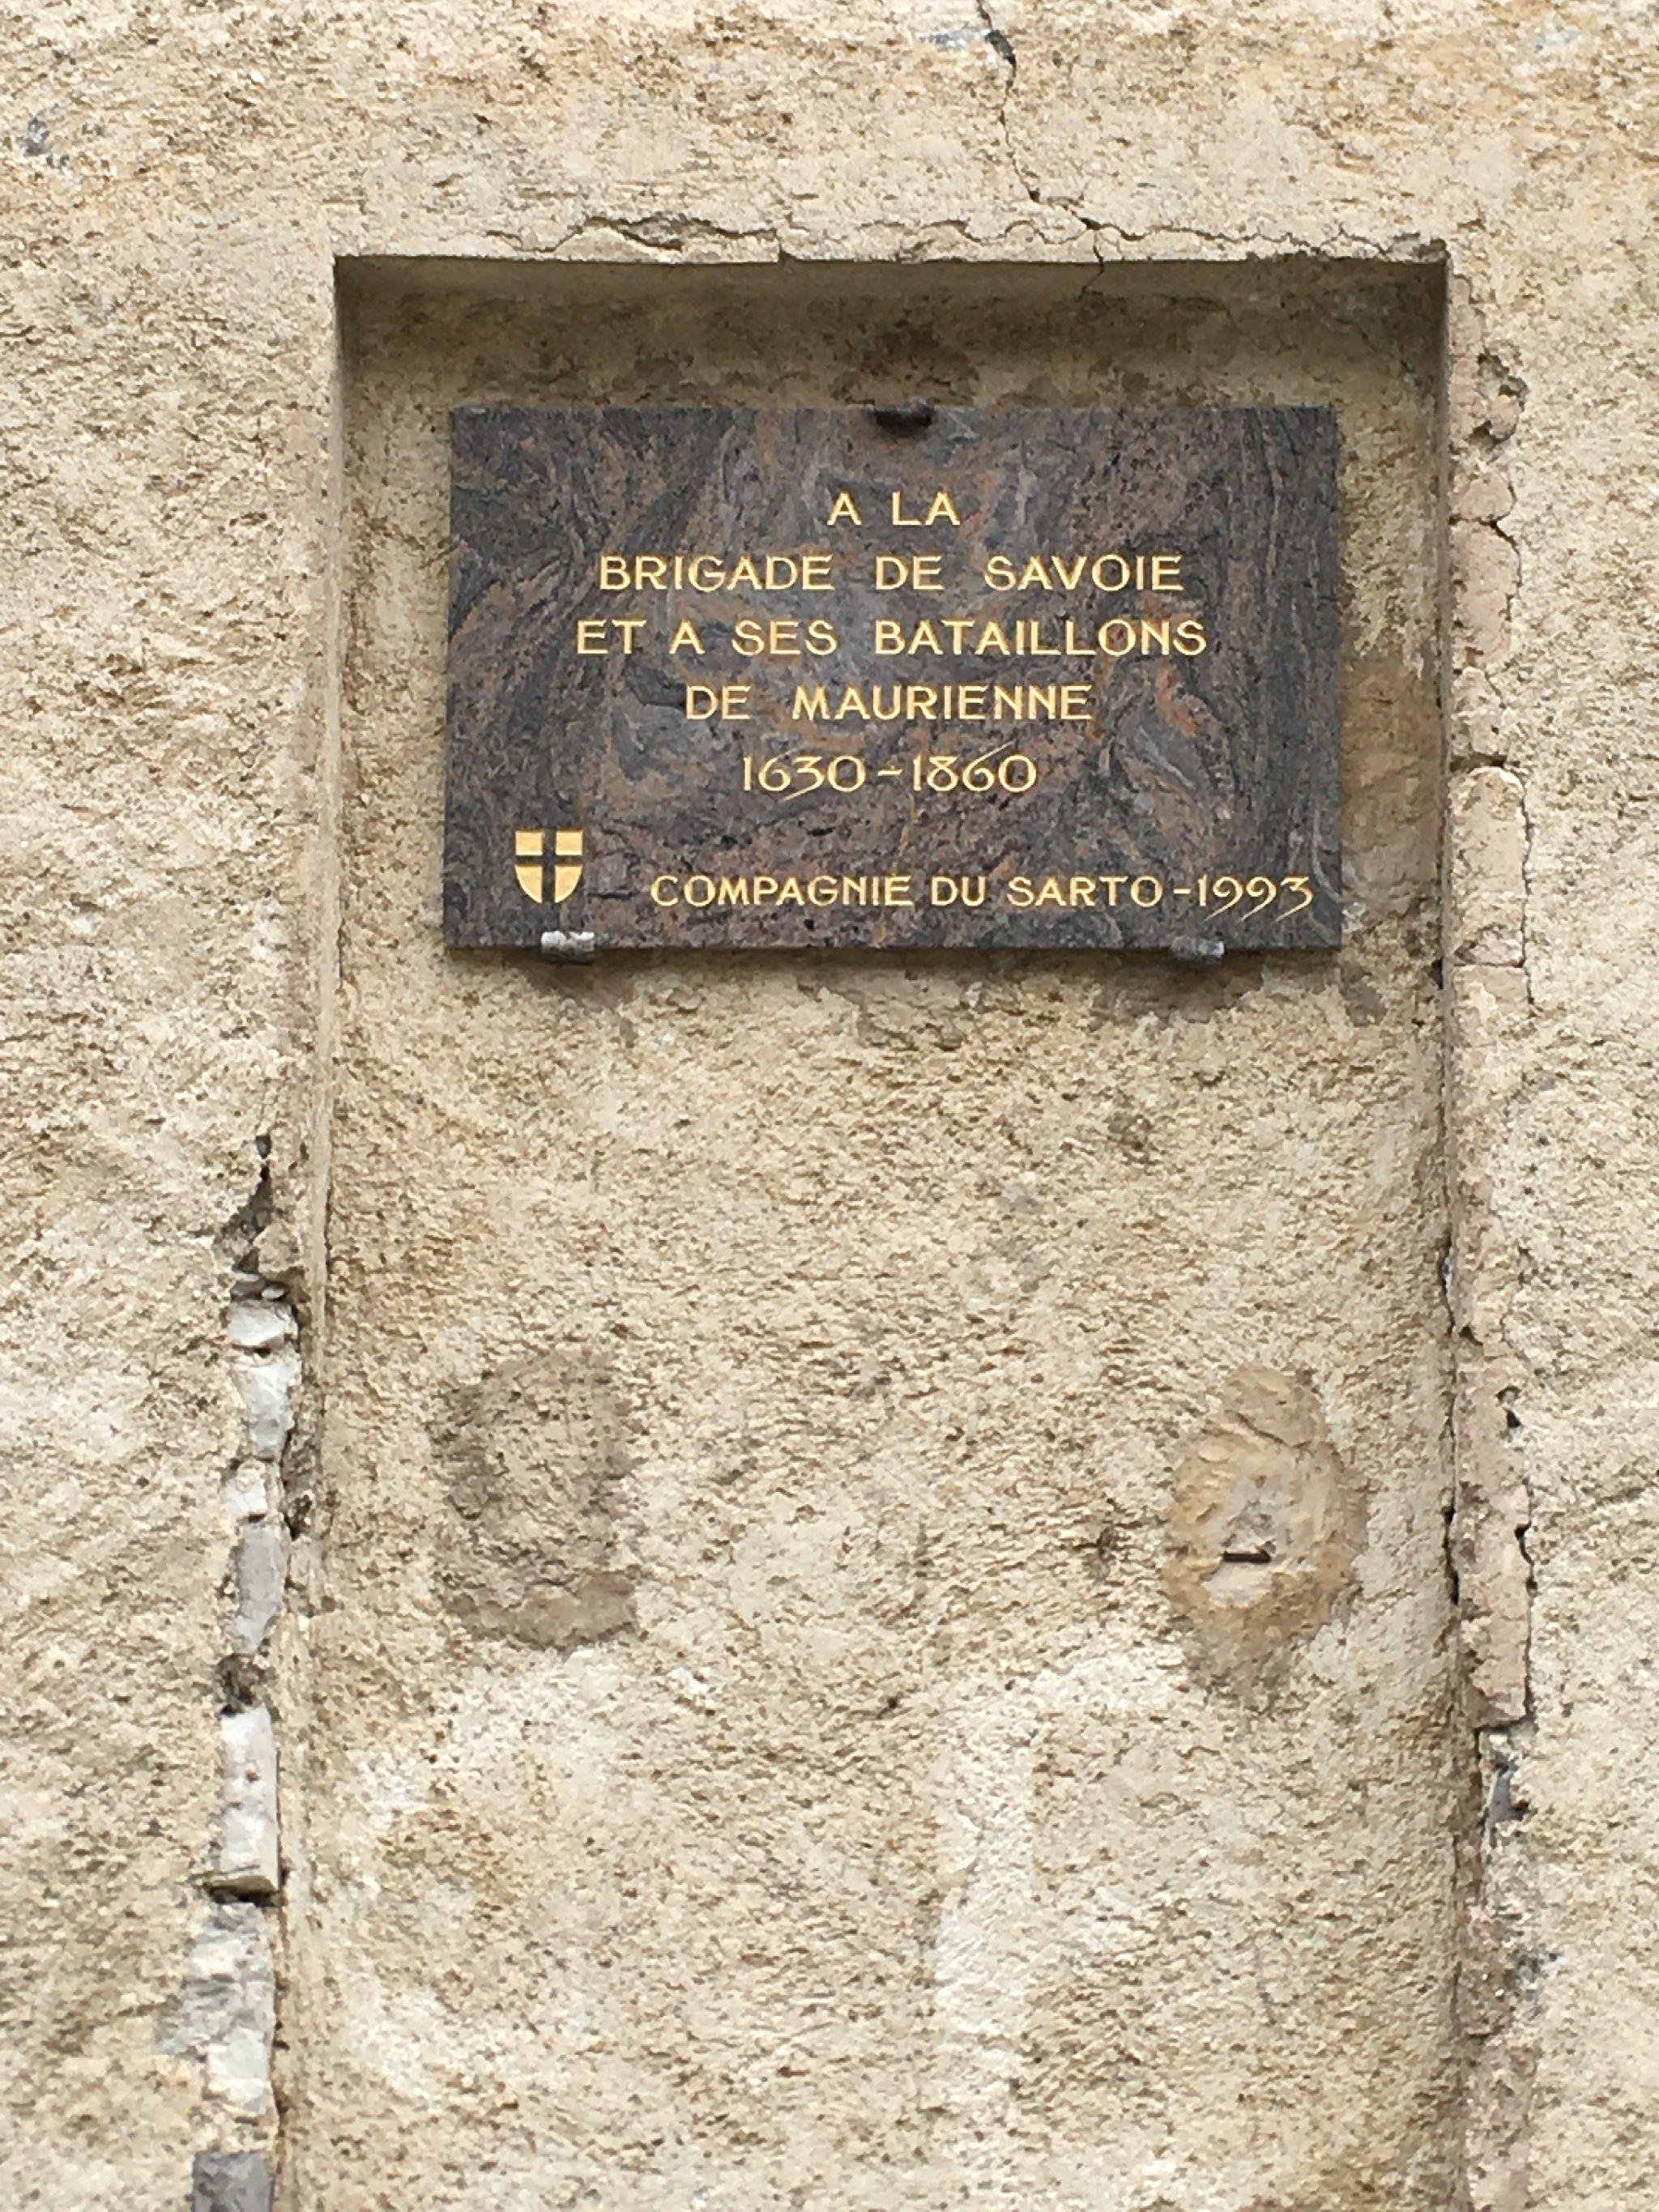 A LA
BRIGADE DE SAVOIE
ET A SES BATAILLONS
DE MAURIENNE
1630-1860
COMPAGNIE DU SARTO-1993